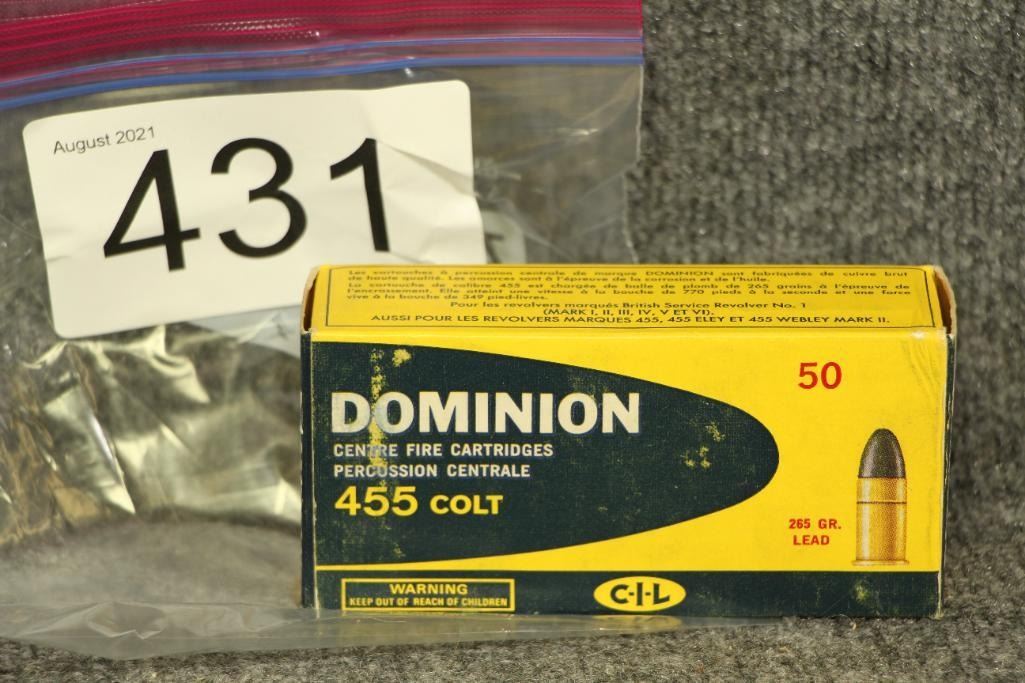 August 2021
431
Les cartouches à percussion centrale de marque DOMINION sont fabriquées de cuivre brut
de haute qualité. Les amorces sont à l'épreuve de la corrosion et de l'huile.
La cartouche de calibre 455 est chargée de balle de plomb de 265 grains à l'épreuve de
l'encrassement. Elle atteint une vitesse à la bouche de 770 pieds à la seconde et une force
vive à la bouche de 349 pied-livres.
Pour les revolvers marqués British Service Revolver No. 1
(MARK I, II, III, IV, V ET VI).
AUSSI POUR LES REVOLVERS MARQUES 455, 455 ELEY ET 455 WEBLEY MARK II.
50
DOMINION
CENTRE FIRE CARTRIDGES
PERCUSSION CENTRALE
455 COLT
265 GR.
LEAD
WARNING
KEEP OUT OF REACH OF CHILDREN
C-I-L